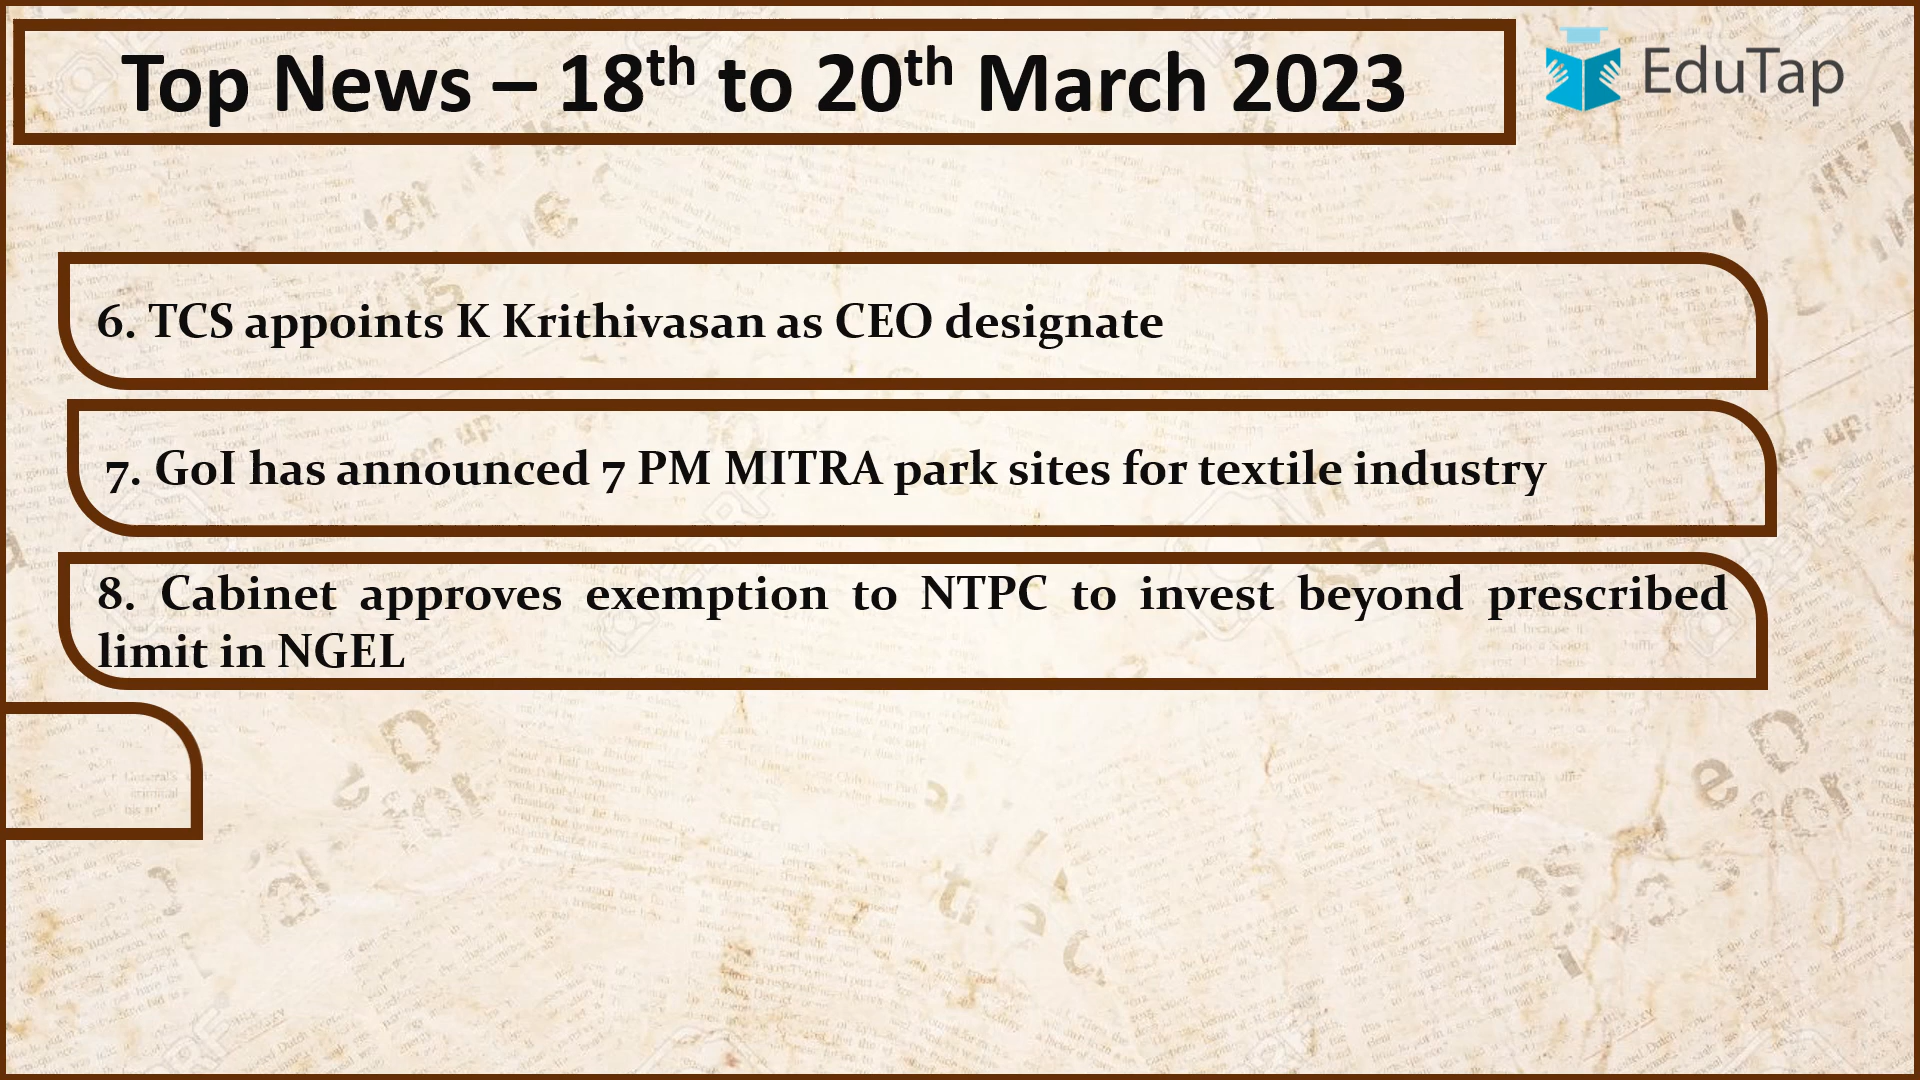 Top News – 18th to 20th March 2023
EduTap
6. TCS appoints K Krithivasan as CEO designate
7. GoI has announced 7 PM MITRA park sites for textile industry
8. Cabinet approves exemption to NTPC to invest beyond prescribed
limit in NGEL